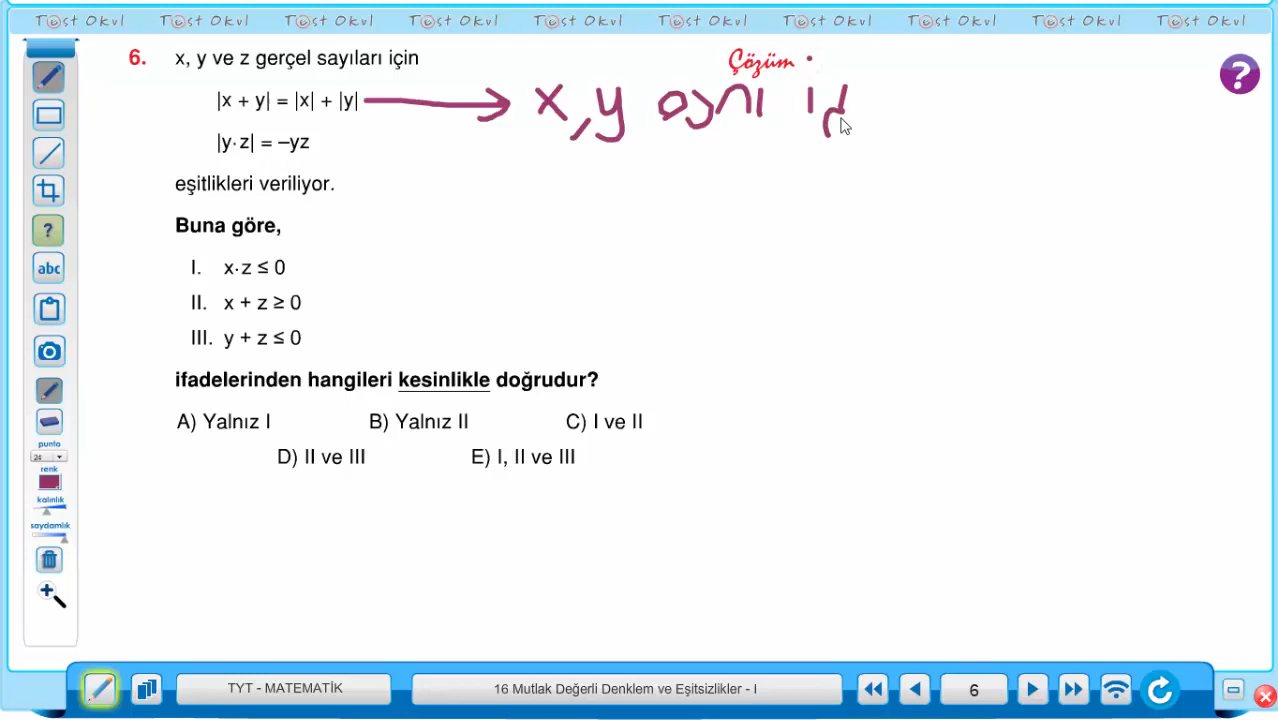 Test Okul Test Okul Test Okul Test Okul Test Okul Test Okul Test Okul Test Okul Test Okul Test Okul
6. x, y ve z gerçel sayıları için
Çözüm
|x + y| = |x| + |y|
x, y aynı
|y·z| = –yz
eşitlikleri veriliyor.
Buna göre,
I. x·z ≤ 0
II. x + z ≥ 0
III. y + z ≤ 0
ifadelerinden hangileri kesinlikle doğrudur?
A) Yalnız I B) Yalnız II C) I ve II
D) II ve III E) I, II ve III
?
?
abc
punto
24
renk
kalınlık
saydamlık
TYT - MATEMATİK 16 Mutlak Değerli Denklem ve Eşitsizlikler - I 6